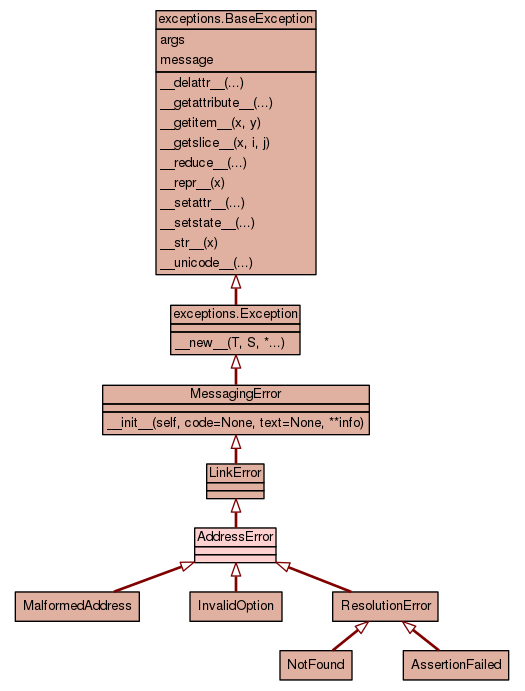 exceptions.BaseException
args
message
__delattr__(...)
__getattribute__(...)
__getitem__(x, y)
__getslice__(x, i, j)
__reduce__(...)
__repr__(x)
__setattr__(...)
__setstate__(...)
__str__(x)
__unicode__(...)
exceptions.Exception
__new__(T, S, *...)
MessagingError
__init__(self, code=None, text=None, **info)
LinkError
AddressError
MalformedAddress
InvalidOption
ResolutionError
NotFound
AssertionFailed